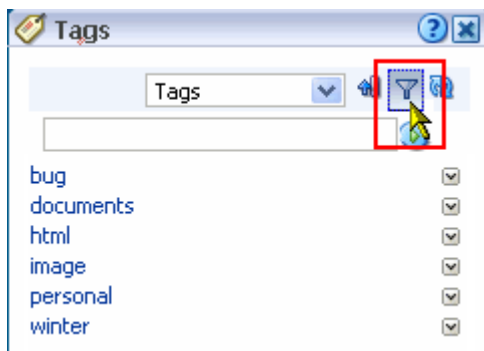 Tags
Tags
bug
documents
html
image
personal
winter